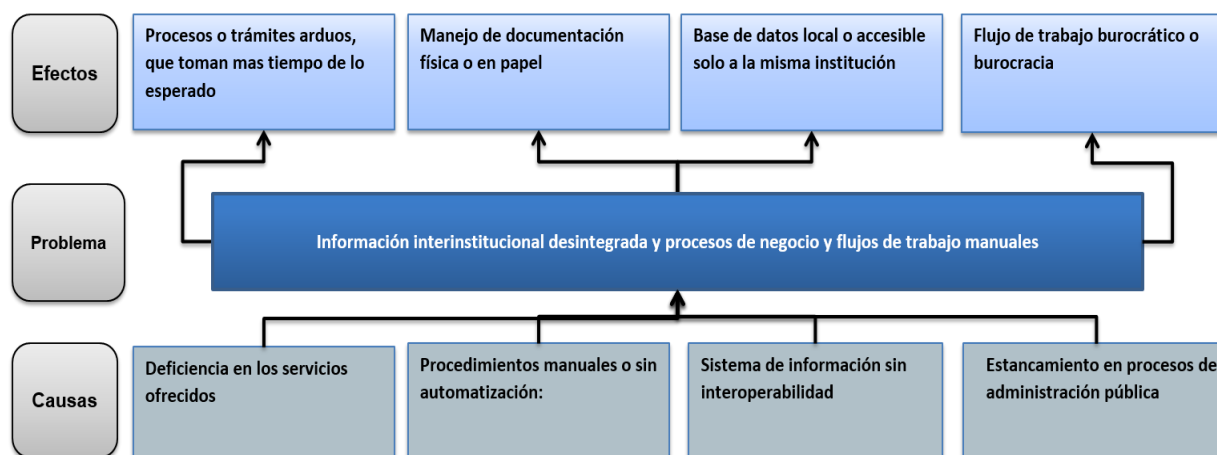 Efectos
Procesos o trámites arduos,
que toman mas tiempo de lo
esperado
Manejo de documentación
física o en papel
Base de datos local o accesible
solo a la misma institución
Flujo de trabajo burocrático o
burocracia
Problema
Información interinstitucional desintegrada y procesos de negocio y flujos de trabajo manuales
Causas
Deficiencia en los servicios
ofrecidos
Procedimientos manuales o sin
automatización:
Sistema de información sin
interoperabilidad
Estancamiento en procesos de
administración pública